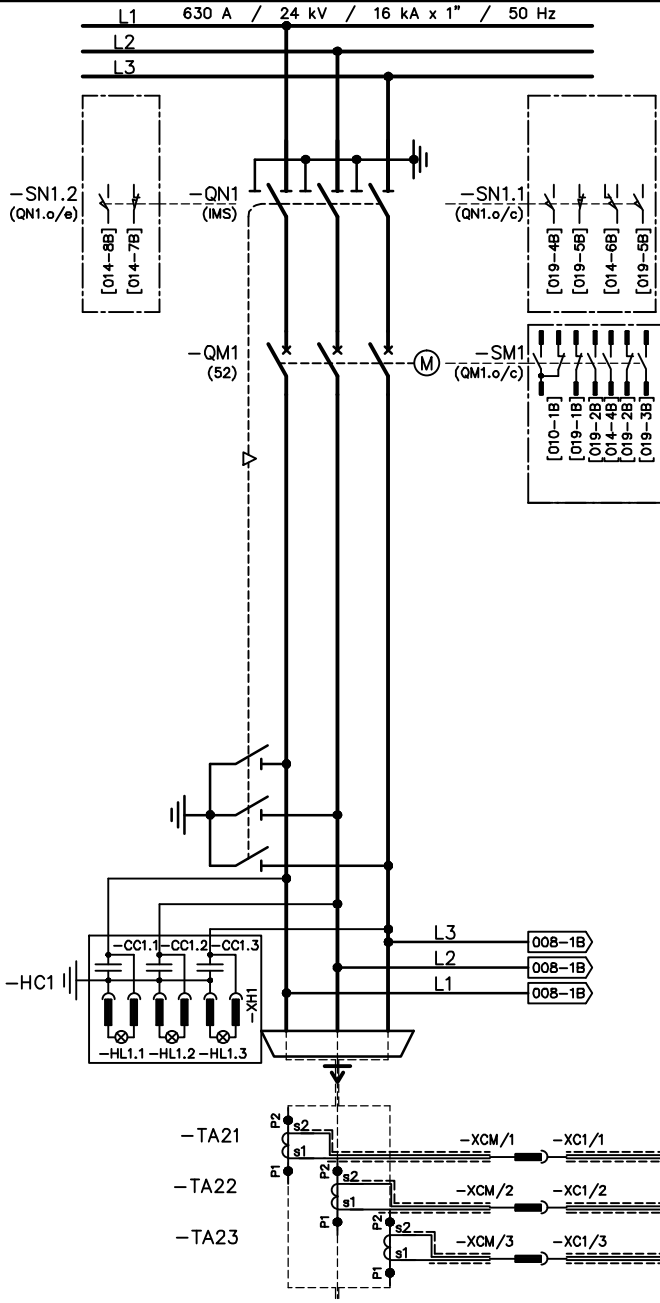 L1 630 A / 24 kV / 16 kA x 1" / 50 Hz
L2
L3
-SN1.2
(QN1.o/e)
[014-8B]
[014-7B]
-QN1
(IMS)
-SN1.1
(QN1.o/c)
[019-4B]
[019-5B]
[014-6B]
[019-5B]
-QM1
(52)
M
-SM1
(QM1.o/c)
[010-1B]
[019-1B]
[019-2B]
[014-4B]
[019-2B]
[019-3B]
L3 008-1B
L2 008-1B
L1 008-1B
-CC1.1 -CC1.2 -CC1.3
-HC1
-XH1
-HL1.1 -HL1.2 -HL1.3
-TA21
P2
s2
s1
P1
-XCM/1 -XC1/1
-TA22
P2
s2
s1
P1
-XCM/2 -XC1/2
-TA23
P2
s2
s1
P1
-XCM/3 -XC1/3